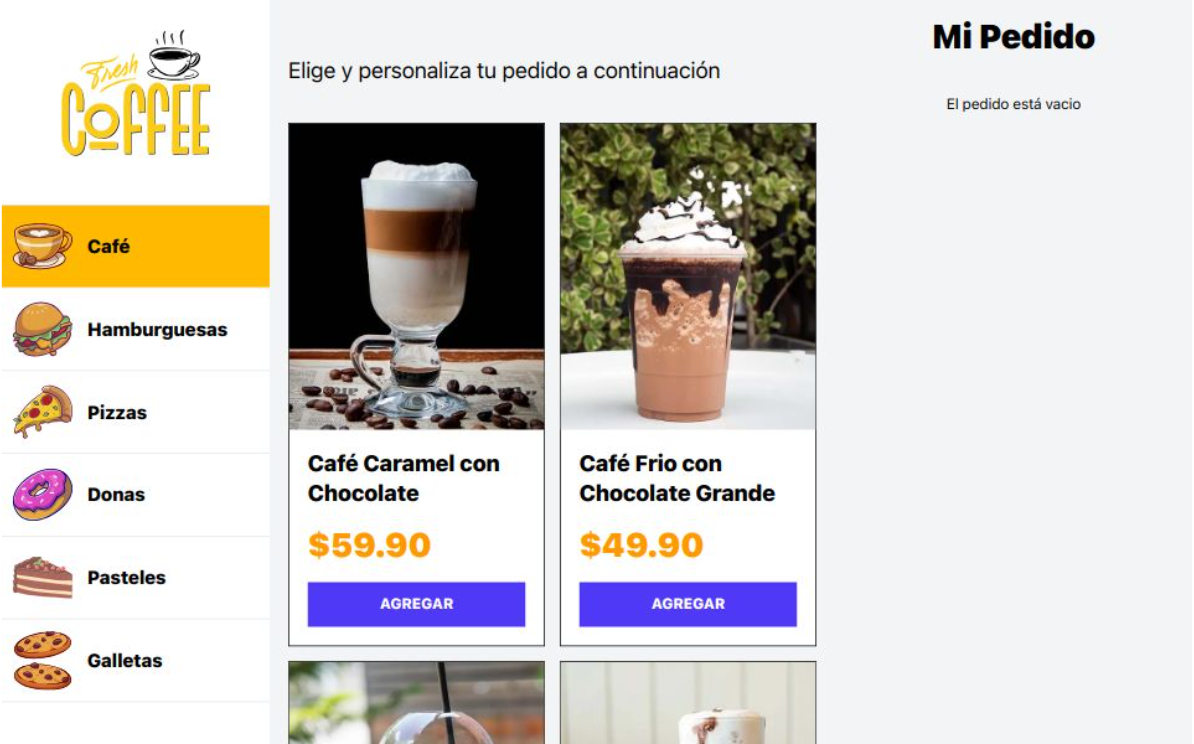 Fresh
COFFEE
Café
Hamburguesas
Pizzas
Donas
Pasteles
Galletas
Elige y personaliza tu pedido a continuación
Café Caramel con
Chocolate
$59.90
AGREGAR
Café Frio con
Chocolate Grande
$49.90
AGREGAR
Mi Pedido
El pedido está vacio